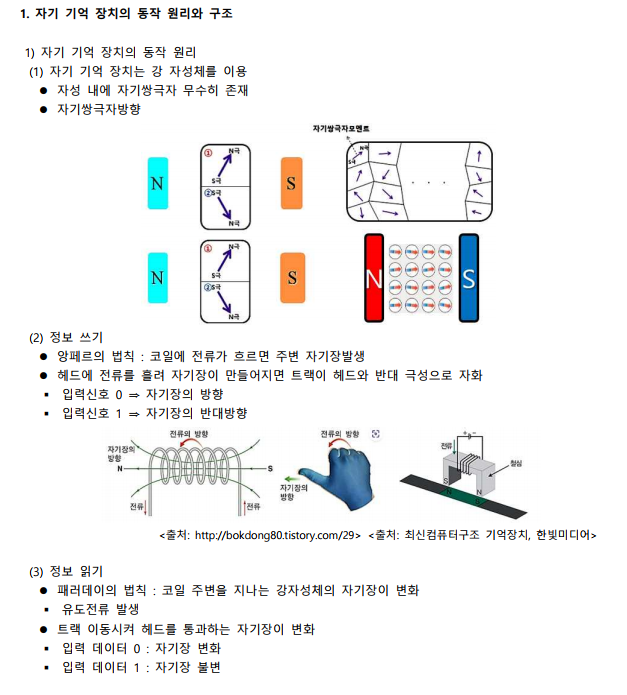 1. 자기 기억 장치의 동작 원리와 구조
1) 자기 기억 장치의 동작 원리
(1) 자기 기억 장치는 강 자성체를 이용
● 자성 내에 자기쌍극자 무수히 존재
● 자기쌍극자방향
자기쌍극자모멘트
N
① N극
S극
②S극
N극
S
N극
S극
· · ·
N
① N극
S극
②S극
N극
S
N
S
(2) 정보 쓰기
● 앙페르의 법칙 : 코일에 전류가 흐르면 주변 자기장발생
● 헤드에 전류를 흘려 자기장이 만들어지면 트랙이 헤드와 반대 극성으로 자화
▪ 입력신호 0 ⇒ 자기장의 방향
▪ 입력신호 1 ⇒ 자기장의 반대방향
전류의 방향
자기장의
방향
N
S
전류
전류
전류의 방향
자기장의
방향
+ -
전류
철심
S
N
N
S
<출처: http://bokdong80.tistory.com/29> <출처: 최신컴퓨터구조 기억장치, 한빛미디어>
(3) 정보 읽기
● 패러데이의 법칙 : 코일 주변을 지나는 강자성체의 자기장이 변화
▪ 유도전류 발생
● 트랙 이동시켜 헤드를 통과하는 자기장이 변화
▪ 입력 데이터 0 : 자기장 변화
▪ 입력 데이터 1 : 자기장 불변